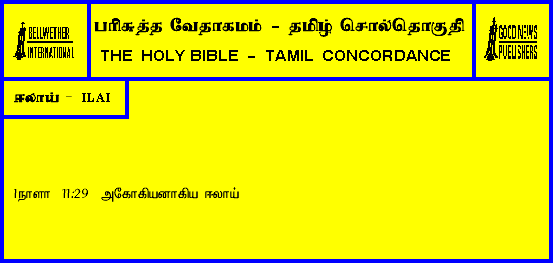 BELLWETHER
INTERNATIONAL
பரிசுத்த வேதாகமம் - தமிழ் சொல்தொகுதி
THE HOLY BIBLE - TAMIL CONCORDANCE
GOOD NEWS
PUBLISHERS
ஈலாய் - ILAI
1நாளா 11:29 அகோகியனாகிய ஈலாய்